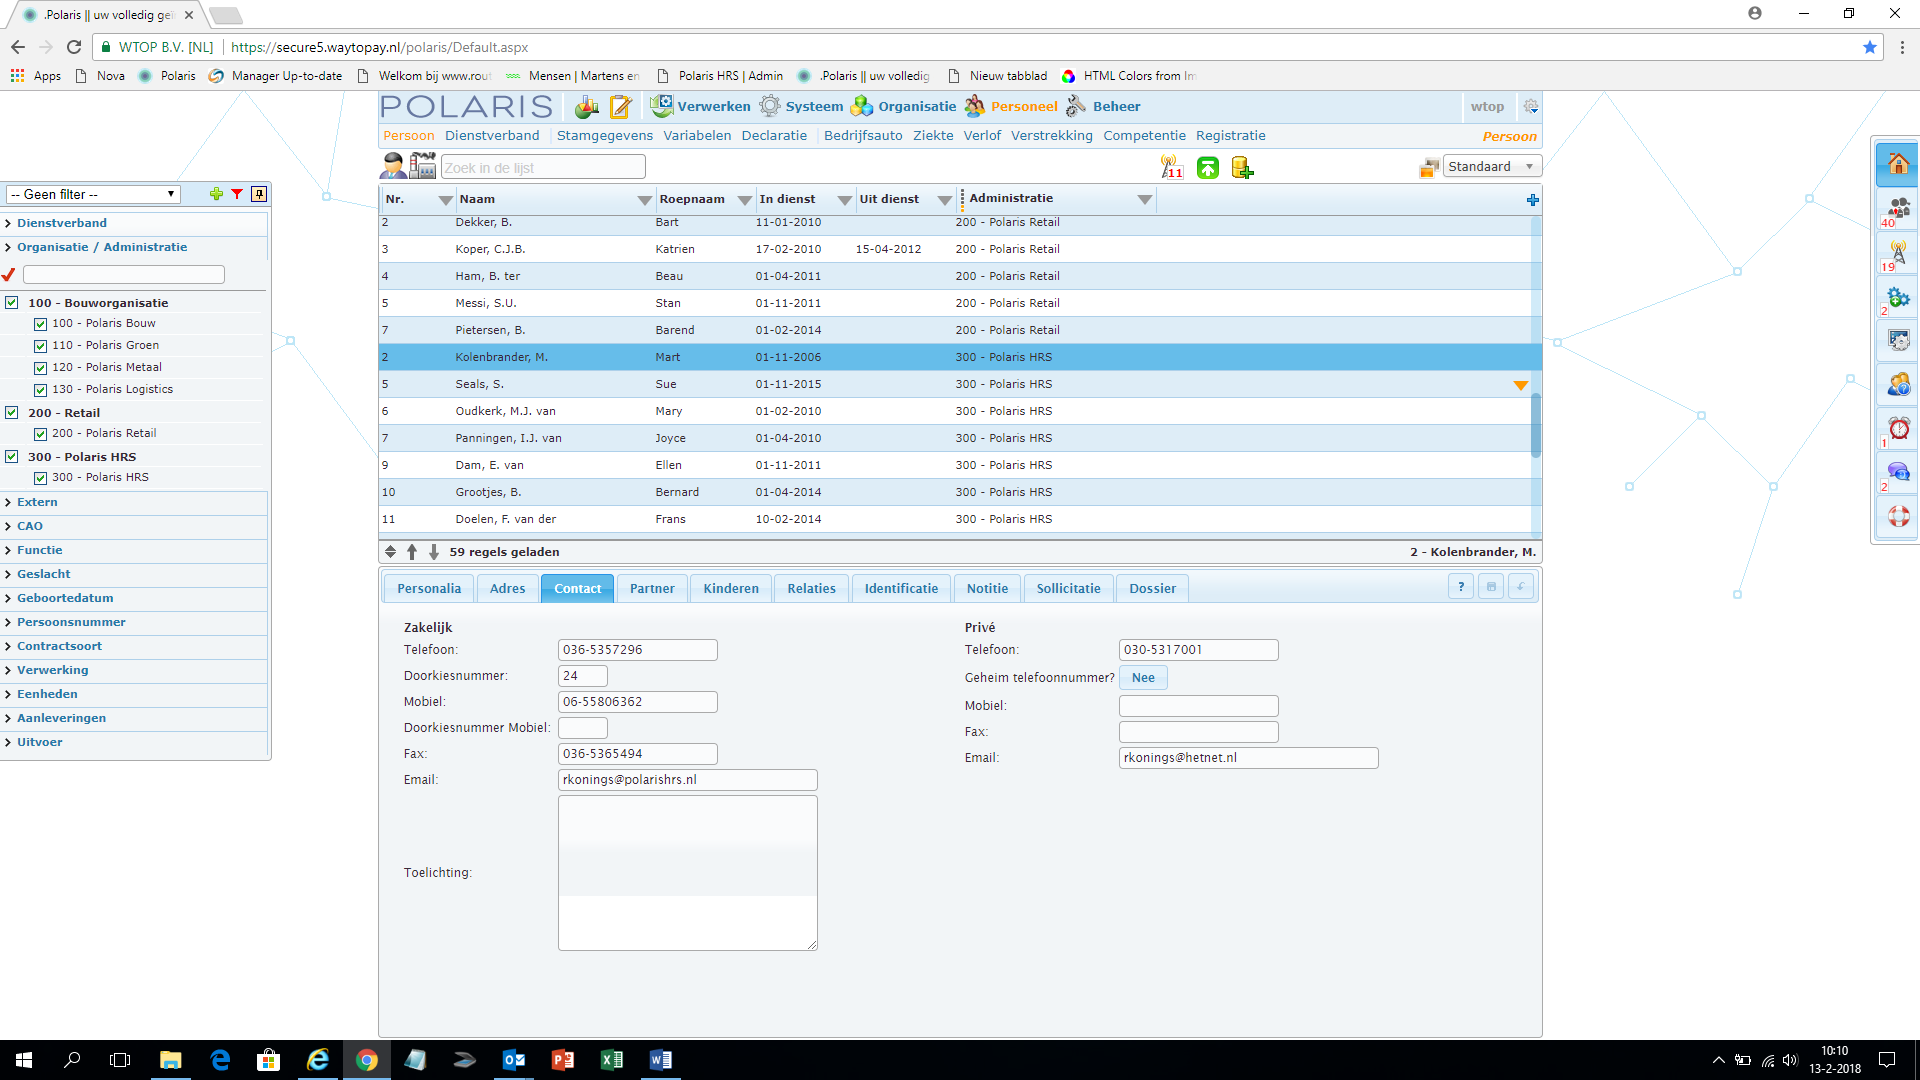 .Polaris || uw volledig geï
WTOP B.V. [NL] https://secure5.waytopay.nl/polaris/Default.aspx
Apps Nova Polaris Manager Up-to-date Welkom bij www.rout Mensen | Martens en Polaris HRS | Admin .Polaris || uw volledig Nieuw tabblad HTML Colors from Im
POLARIS Verwerken Systeem Organisatie Personeel Beheer wtop
Persoon Dienstverband Stamgegevens Variabelen Declaratie Bedrijfsauto Ziekte Verlof Verstrekking Competentie Registratie Persoon
Zoek in de lijst 11 Standaard
-- Geen filter --
Dienstverband
Organisatie / Administratie
100 - Bouworganisatie
100 - Polaris Bouw
110 - Polaris Groen
120 - Polaris Metaal
130 - Polaris Logistics
200 - Retail
200 - Polaris Retail
300 - Polaris HRS
300 - Polaris HRS
Extern
CAO
Functie
Geslacht
Geboortedatum
Persoonsnummer
Contractsoort
Verwerking
Eenheden
Aanleveringen
Uitvoer
Nr. Naam Roepnaam In dienst Uit dienst Administratie
2 Dekker, B. Bart 11-01-2010 200 - Polaris Retail
3 Koper, C.J.B. Katrien 17-02-2010 15-04-2012 200 - Polaris Retail
4 Ham, B. ter Beau 01-04-2011 200 - Polaris Retail
5 Messi, S.U. Stan 01-11-2011 200 - Polaris Retail
7 Pietersen, B. Barend 01-02-2014 200 - Polaris Retail
2 Kolenbrander, M. Mart 01-11-2006 300 - Polaris HRS
5 Seals, S. Sue 01-11-2015 300 - Polaris HRS
6 Oudkerk, M.J. van Mary 01-02-2010 300 - Polaris HRS
7 Panningen, I.J. van Joyce 01-04-2010 300 - Polaris HRS
9 Dam, E. van Ellen 01-11-2011 300 - Polaris HRS
10 Grootjes, B. Bernard 01-04-2014 300 - Polaris HRS
11 Doelen, F. van der Frans 10-02-2014 300 - Polaris HRS
59 regels geladen 2 - Kolenbrander, M.
Personalia Adres Contact Partner Kinderen Relaties Identificatie Notitie Sollicitatie Dossier ?
Zakelijk
Telefoon: 036-5357296
Doorkiesnummer: 24
Mobiel: 06-55806362
Doorkiesnummer Mobiel:
Fax: 036-5365494
Email: rkonings@polarishrs.nl
Toelichting:
Privé
Telefoon: 030-5317001
Geheim telefoonnummer? Nee
Mobiel:
Fax:
Email: rkonings@hetnet.nl
40
19
2
1
2
10:10
13-2-2018